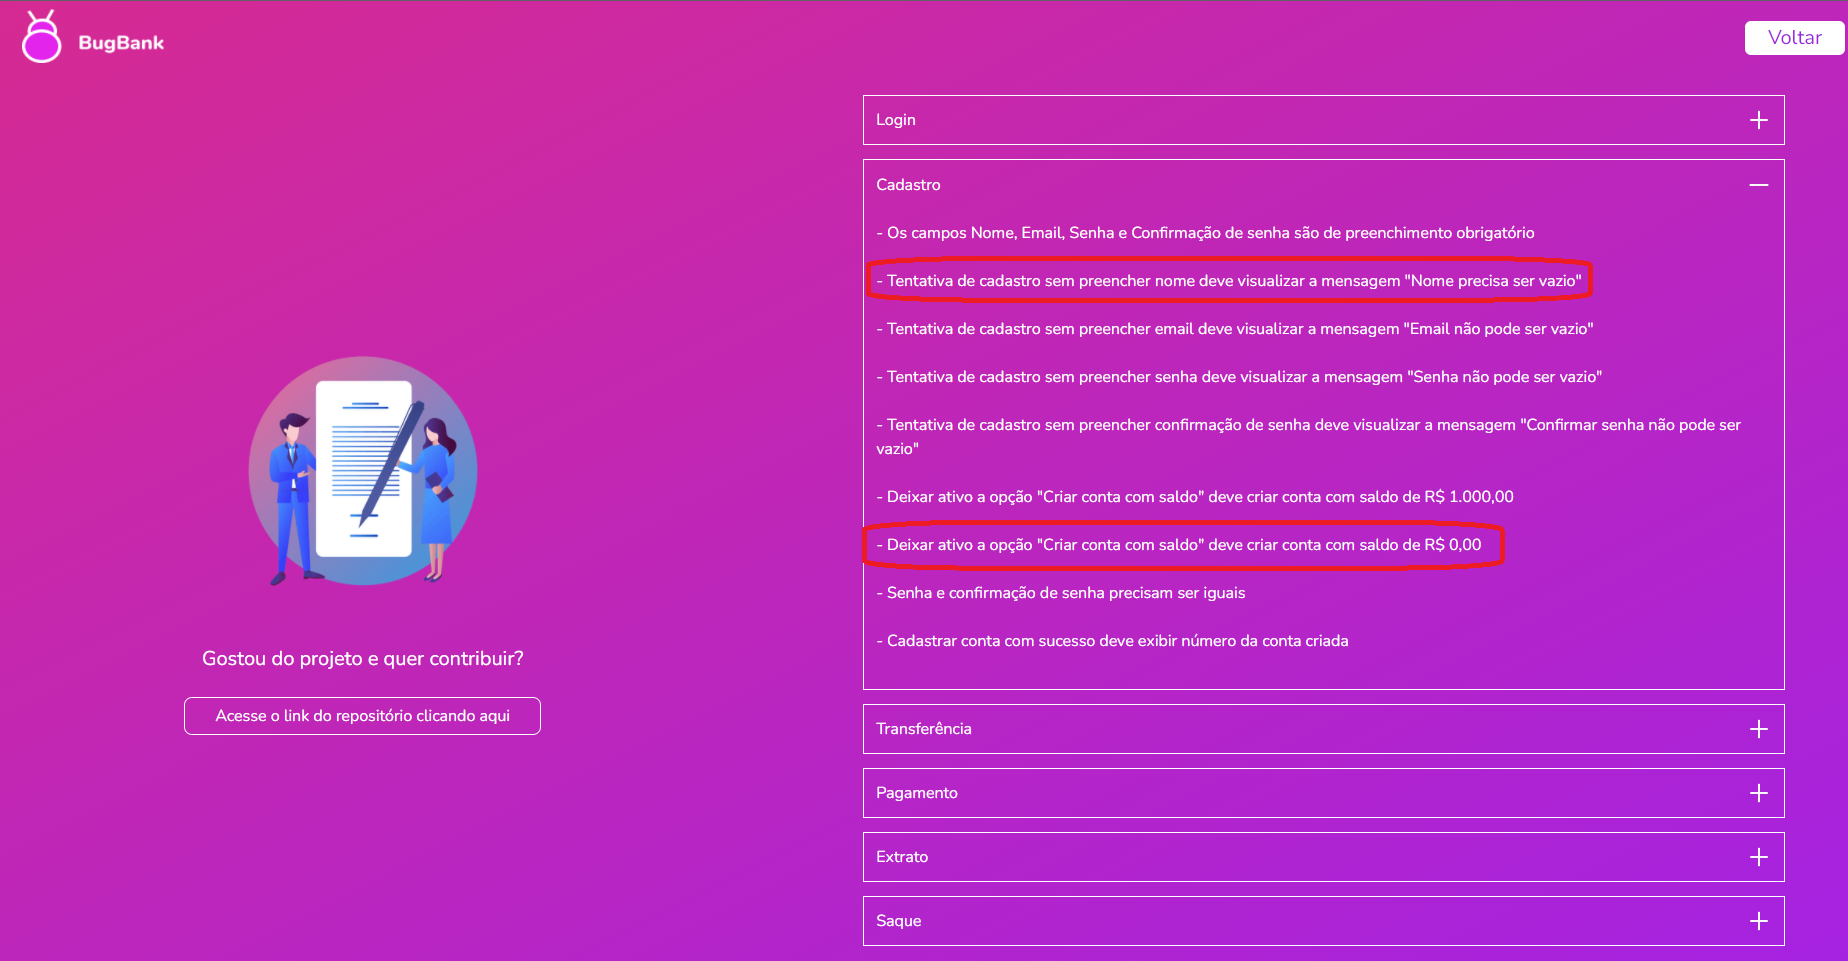 BugBank
Voltar
Login
Cadastro
- Os campos Nome, Email, Senha e Confirmação de senha são de preenchimento obrigatório
- Tentativa de cadastro sem preencher nome deve visualizar a mensagem "Nome precisa ser vazio"
- Tentativa de cadastro sem preencher email deve visualizar a mensagem "Email não pode ser vazio"
- Tentativa de cadastro sem preencher senha deve visualizar a mensagem "Senha não pode ser vazio"
- Tentativa de cadastro sem preencher confirmação de senha deve visualizar a mensagem "Confirmar senha não pode ser
vazio"
- Deixar ativo a opção "Criar conta com saldo" deve criar conta com saldo de R$ 1.000,00
- Deixar ativo a opção "Criar conta com saldo" deve criar conta com saldo de R$ 0,00
- Senha e confirmação de senha precisam ser iguais
- Cadastrar conta com sucesso deve exibir número da conta criada
Gostou do projeto e quer contribuir?
Acesse o link do repositório clicando aqui
Transferência
Pagamento
Extrato
Saque